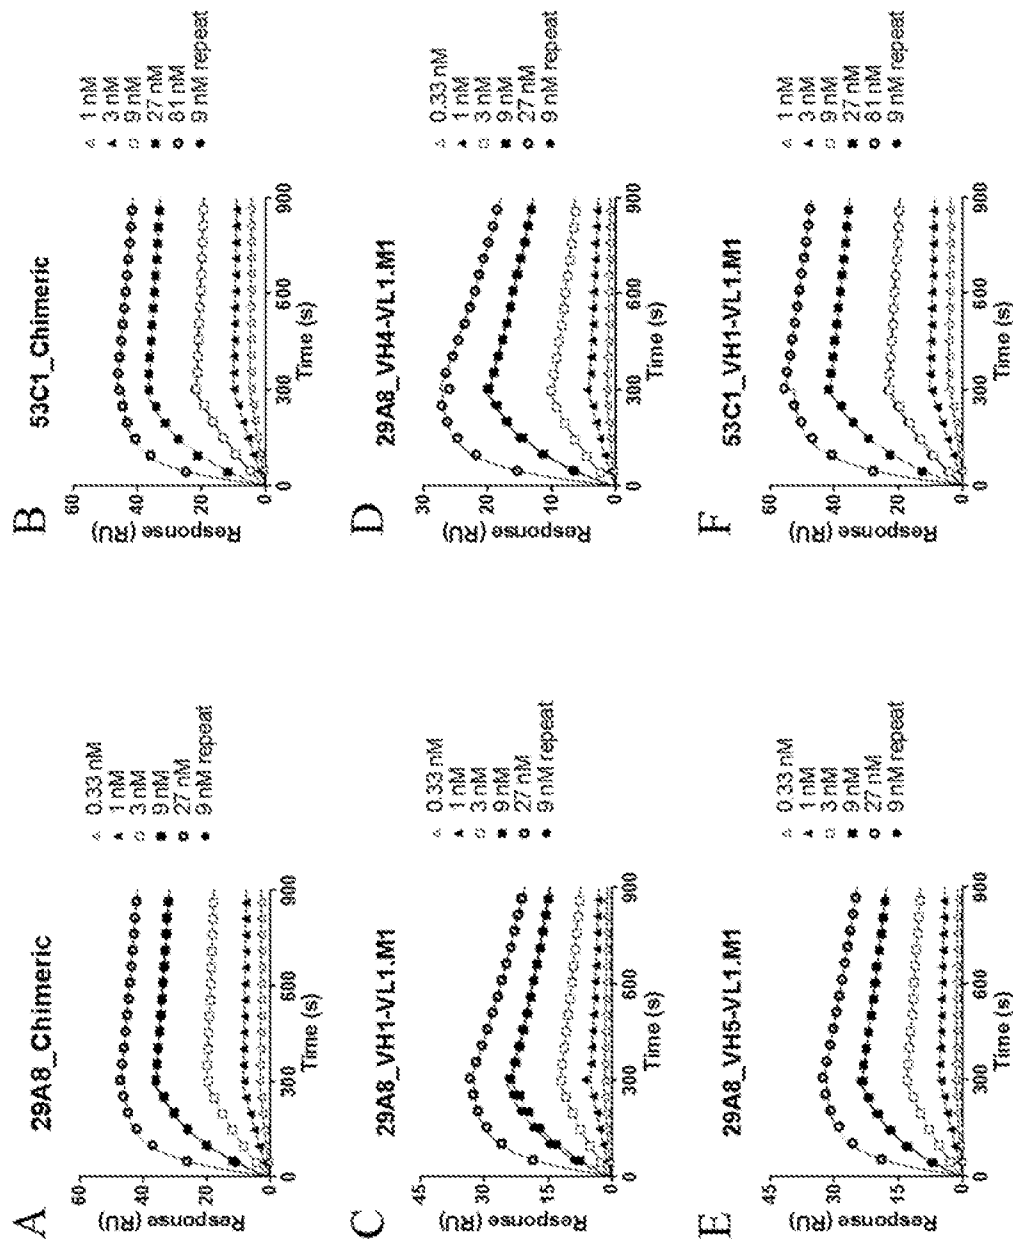 A
29A8_Chimeric
Response (RU)
60
40
20
0
0
300
600
900
Time (s)
0.33 nM
1 nM
3 nM
9 nM
27 nM
9 nM repeat
B
53C1_Chimeric
Response (RU)
60
40
20
0
0
300
600
900
Time (s)
1 nM
3 nM
9 nM
27 nM
81 nM
9 nM repeat
C
29A8_VH1-VL1.M1
Response (RU)
45
30
15
0
0
300
600
900
Time (s)
0.33 nM
1 nM
3 nM
9 nM
27 nM
9 nM repeat
D
29A8_VH4-VL1.M1
Response (RU)
30
20
10
0
0
300
600
900
Time (s)
0.33 nM
1 nM
3 nM
9 nM
27 nM
9 nM repeat
E
29A8_VH5-VL1.M1
Response (RU)
45
30
15
0
0
300
600
900
Time (s)
0.33 nM
1 nM
3 nM
9 nM
27 nM
9 nM repeat
F
53C1_VH1-VL1.M1
Response (RU)
60
40
20
0
0
300
600
900
Time (s)
1 nM
3 nM
9 nM
27 nM
81 nM
9 nM repeat